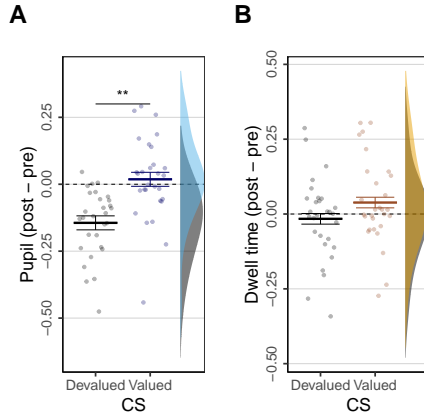 A
Pupil (post − pre)
0.25
0.00
−0.25
−0.50
**
Devalued Valued
CS
B
Dwell time (post − pre)
0.50
0.25
0.00
−0.25
−0.50
Devalued Valued
CS